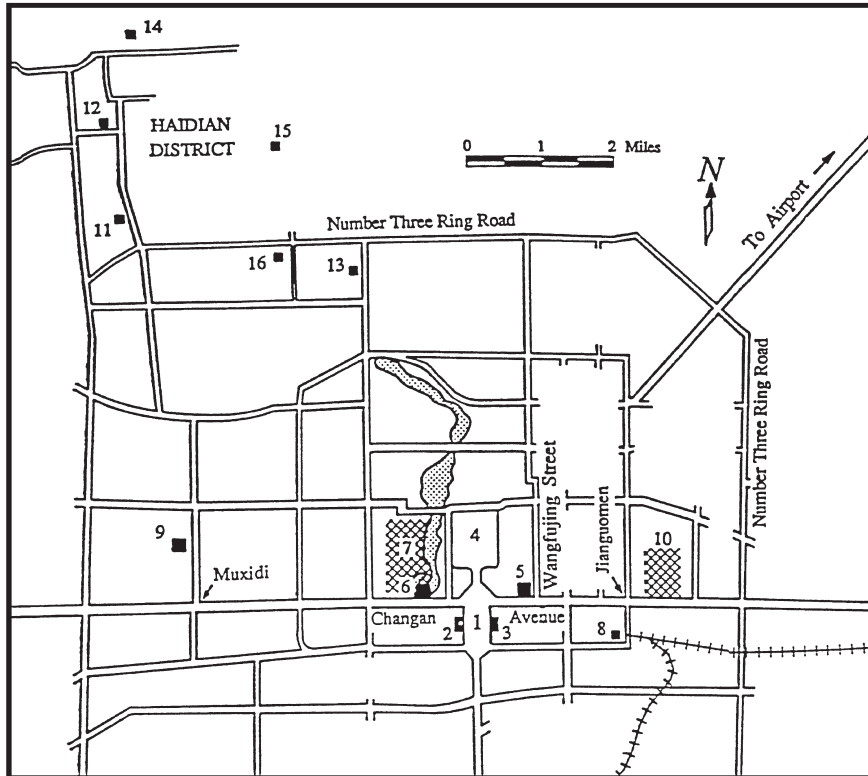 14
12
HAIDIAN
DISTRICT
15
0 1 2 Miles
N
To Airport
11
Number Three Ring Road
16
13
Number Three Ring Road
Wangfujing Street
Jianguomen
9
7
4
10
Muxidi
6
5
Changan
Avenue
2
1
3
8